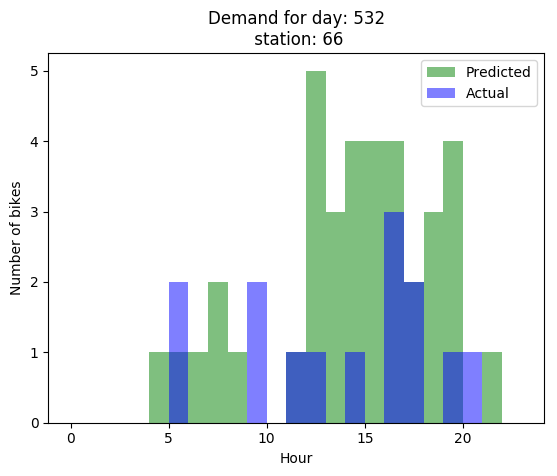 Demand for day: 532
station: 66
Predicted
Actual
Number of bikes
5
4
3
2
1
0
0 5 10 15 20
Hour